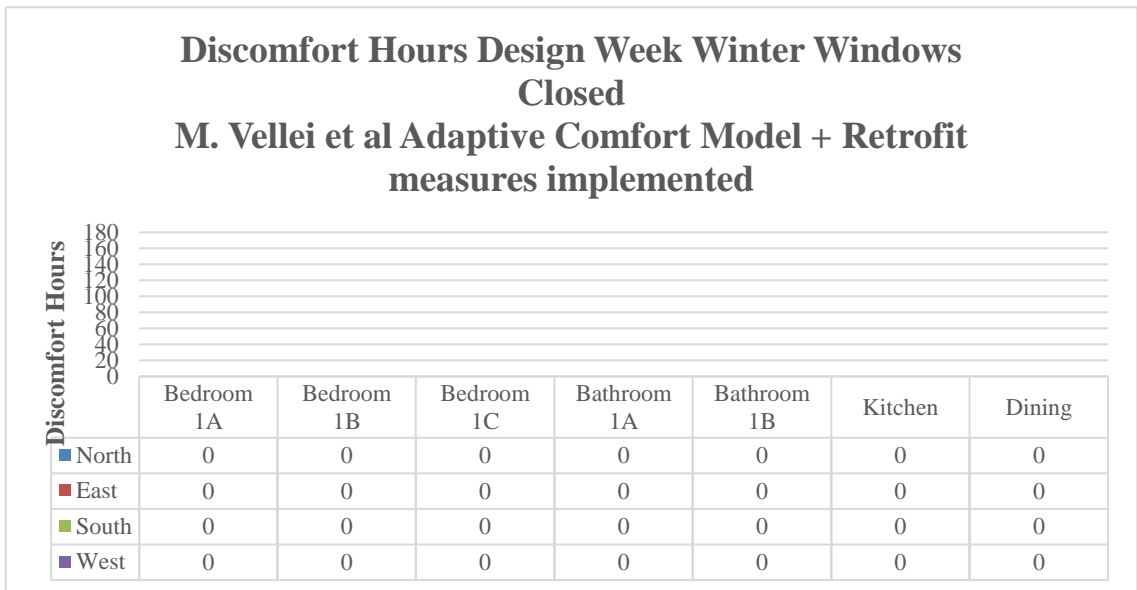 Discomfort Hours Design Week Winter Windows
Closed
M. Vellei et al Adaptive Comfort Model + Retrofit
measures implemented
Discomfort Hours
180
160
140
120
100
80
60
40
20
0
Bedroom 1A Bedroom 1B Bedroom 1C Bathroom 1A Bathroom 1B Kitchen Dining
North 0 0 0 0 0 0 0
East 0 0 0 0 0 0 0
South 0 0 0 0 0 0 0
West 0 0 0 0 0 0 0